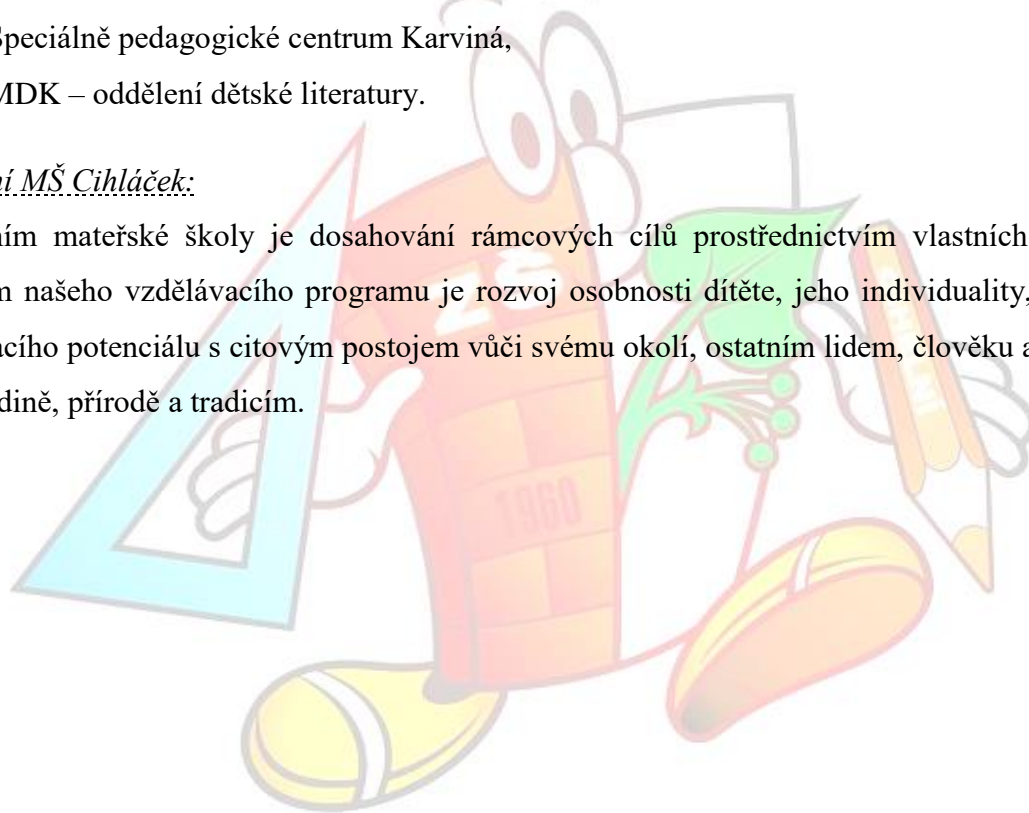 Speciálně pedagogické centrum Karviná,
MDK – oddělení dětské literatury.
ní MŠ Cihláček:
ním mateřské školy je dosahování rámcových cílů prostřednictvím vlastních
m našeho vzdělávacího programu je rozvoj osobnosti dítěte, jeho individuality,
acího potenciálu s citovým postojem vůči svému okolí, ostatním lidem, člověku a
dině, přírodě a tradicím.
ZŠ
1960